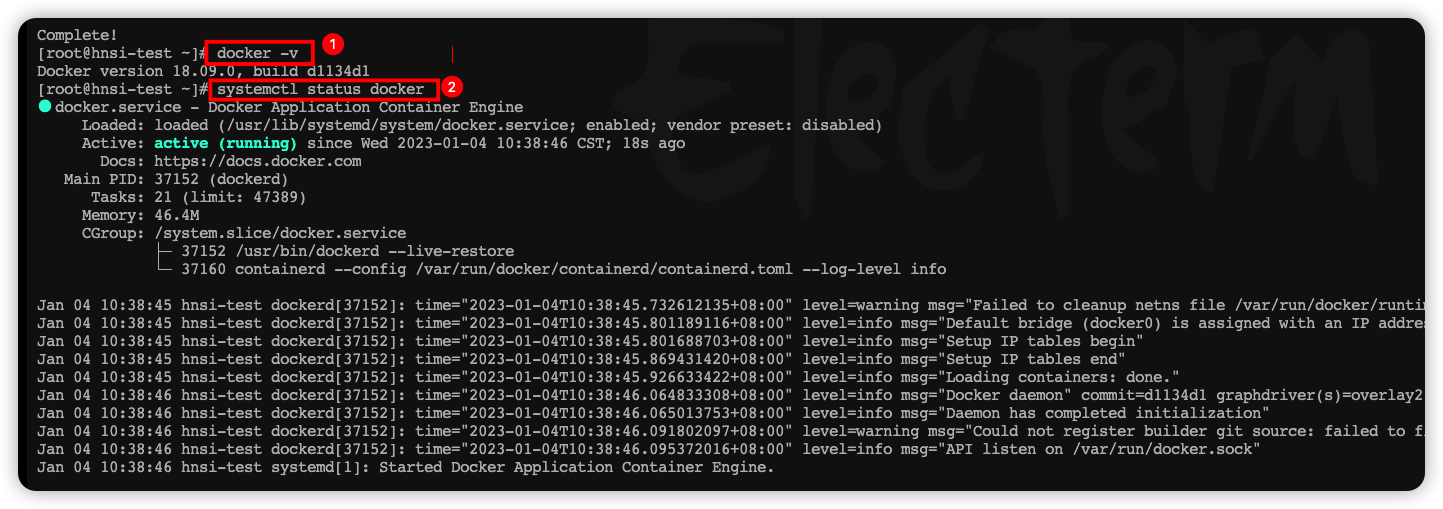 Complete!
[root@hnsi-test ~]# docker -v 1
Docker version 18.09.0, build d1134d1
[root@hnsi-test ~]# systemctl status docker 2
docker.service - Docker Application Container Engine
Loaded: loaded (/usr/lib/systemd/system/docker.service; enabled; vendor preset: disabled)
Active: active (running) since Wed 2023-01-04 10:38:46 CST; 18s ago
Docs: https://docs.docker.com
Main PID: 37152 (dockerd)
Tasks: 21 (limit: 47389)
Memory: 46.4M
CGroup: /system.slice/docker.service
├─ 37152 /usr/bin/dockerd --live-restore
└─ 37160 containerd --config /var/run/docker/containerd/containerd.toml --log-level info
Jan 04 10:38:45 hnsi-test dockerd[37152]: time="2023-01-04T10:38:45.732612135+08:00" level=warning msg="Failed to cleanup netns file /var/run/docker/runtin
Jan 04 10:38:45 hnsi-test dockerd[37152]: time="2023-01-04T10:38:45.801189116+08:00" level=info msg="Default bridge (docker0) is assigned with an IP addre
Jan 04 10:38:45 hnsi-test dockerd[37152]: time="2023-01-04T10:38:45.801688703+08:00" level=info msg="Setup IP tables begin"
Jan 04 10:38:45 hnsi-test dockerd[37152]: time="2023-01-04T10:38:45.869431420+08:00" level=info msg="Setup IP tables end"
Jan 04 10:38:45 hnsi-test dockerd[37152]: time="2023-01-04T10:38:45.926633422+08:00" level=info msg="Loading containers: done."
Jan 04 10:38:46 hnsi-test dockerd[37152]: time="2023-01-04T10:38:46.064833308+08:00" level=info msg="Docker daemon" commit=d1134d1 graphdriver(s)=overlay2
Jan 04 10:38:46 hnsi-test dockerd[37152]: time="2023-01-04T10:38:46.065013753+08:00" level=info msg="Daemon has completed initialization"
Jan 04 10:38:46 hnsi-test dockerd[37152]: time="2023-01-04T10:38:46.091802097+08:00" level=warning msg="Could not register builder git source: failed to f
Jan 04 10:38:46 hnsi-test dockerd[37152]: time="2023-01-04T10:38:46.095372016+08:00" level=info msg="API listen on /var/run/docker.sock"
Jan 04 10:38:46 hnsi-test systemd[1]: Started Docker Application Container Engine.
Electerm